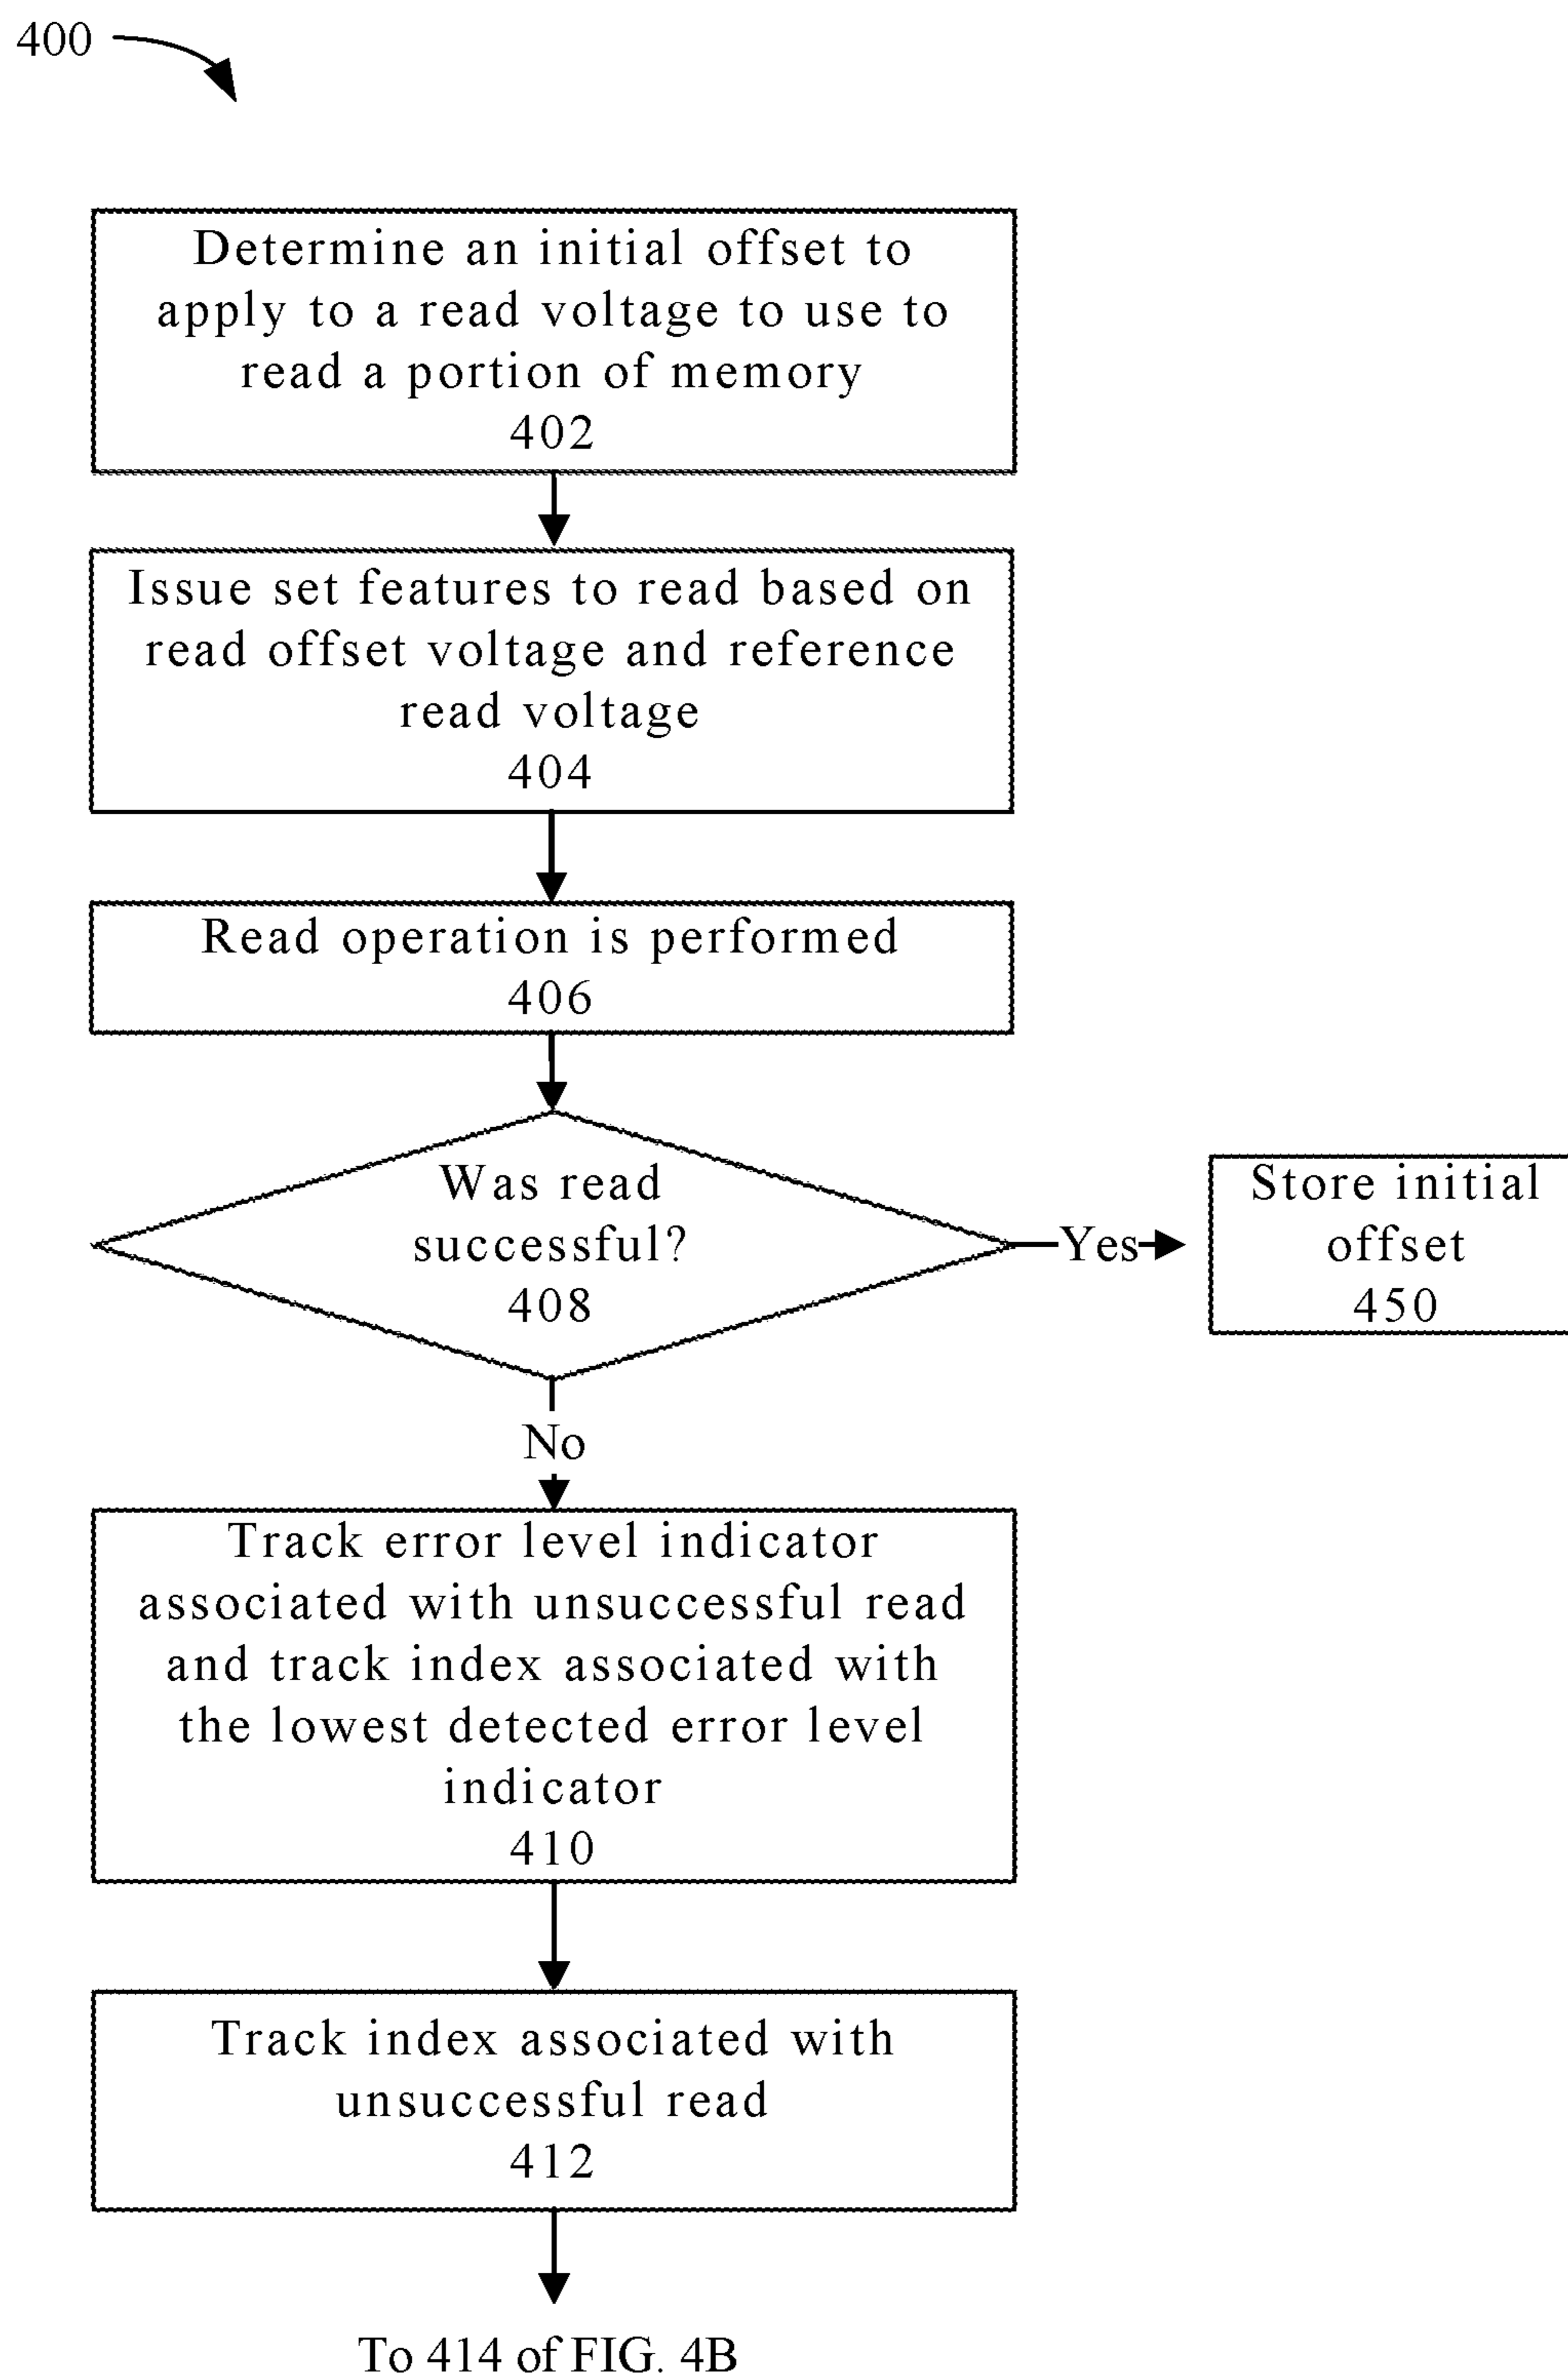 400
Determine an initial offset to
apply to a read voltage to use to
read a portion of memory
402
Issue set features to read based on
read offset voltage and reference
read voltage
404
Read operation is performed
406
Was read
successful?
408
Yes
Store initial
offset
450
No
Track error level indicator
associated with unsuccessful read
and track index associated with
the lowest detected error level
indicator
410
Track index associated with
unsuccessful read
412
To 414 of FIG. 4B